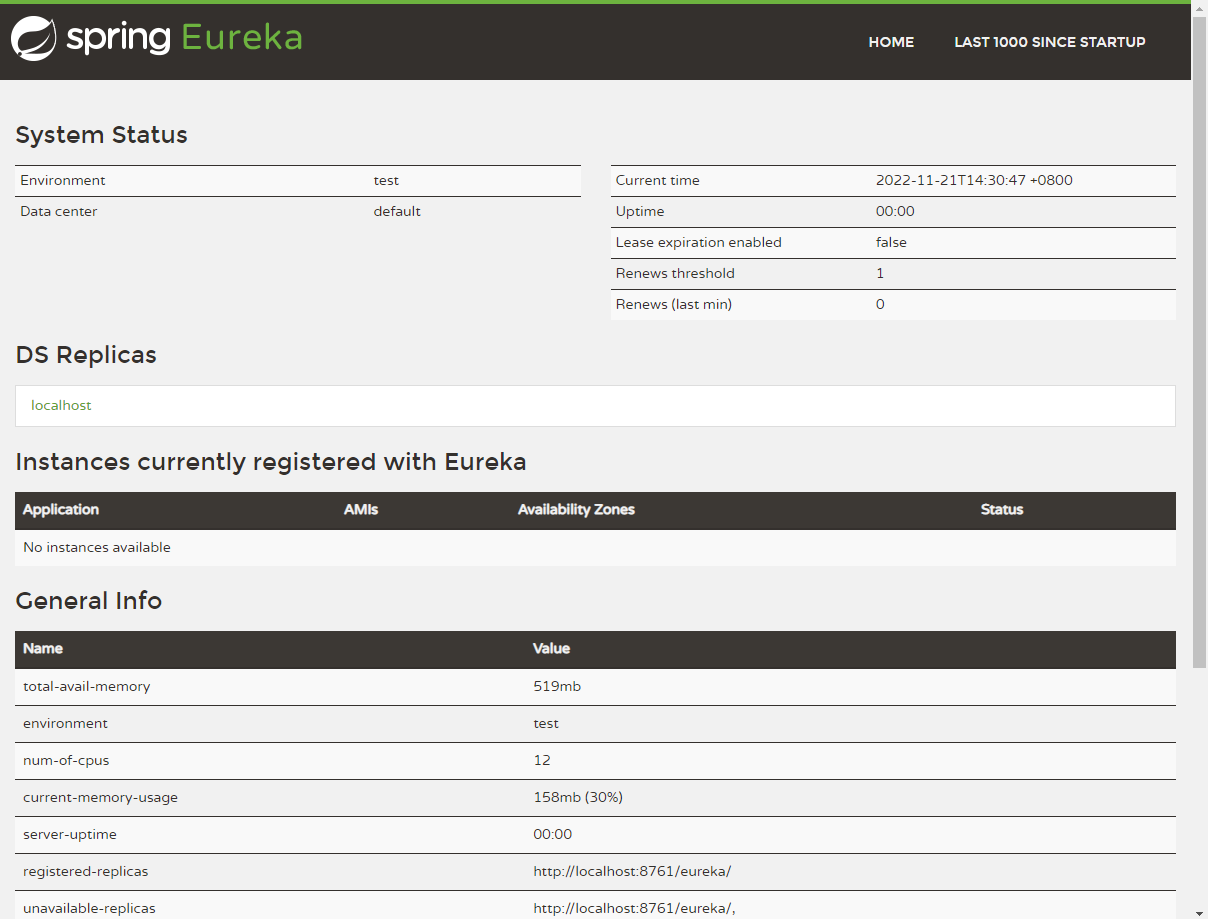 spring Eureka
HOME LAST 1000 SINCE STARTUP
System Status
Environment test
Data center default
Current time 2022-11-21T14:30:47 +0800
Uptime 00:00
Lease expiration enabled false
Renews threshold 1
Renews (last min) 0
DS Replicas
localhost
Instances currently registered with Eureka
Application AMIs Availability Zones Status
No instances available
General Info
Name Value
total-avail-memory 519mb
environment test
num-of-cpus 12
current-memory-usage 158mb (30%)
server-uptime 00:00
registered-replicas http://localhost:8761/eureka/
unavailable-replicas http://localhost:8761/eureka/,